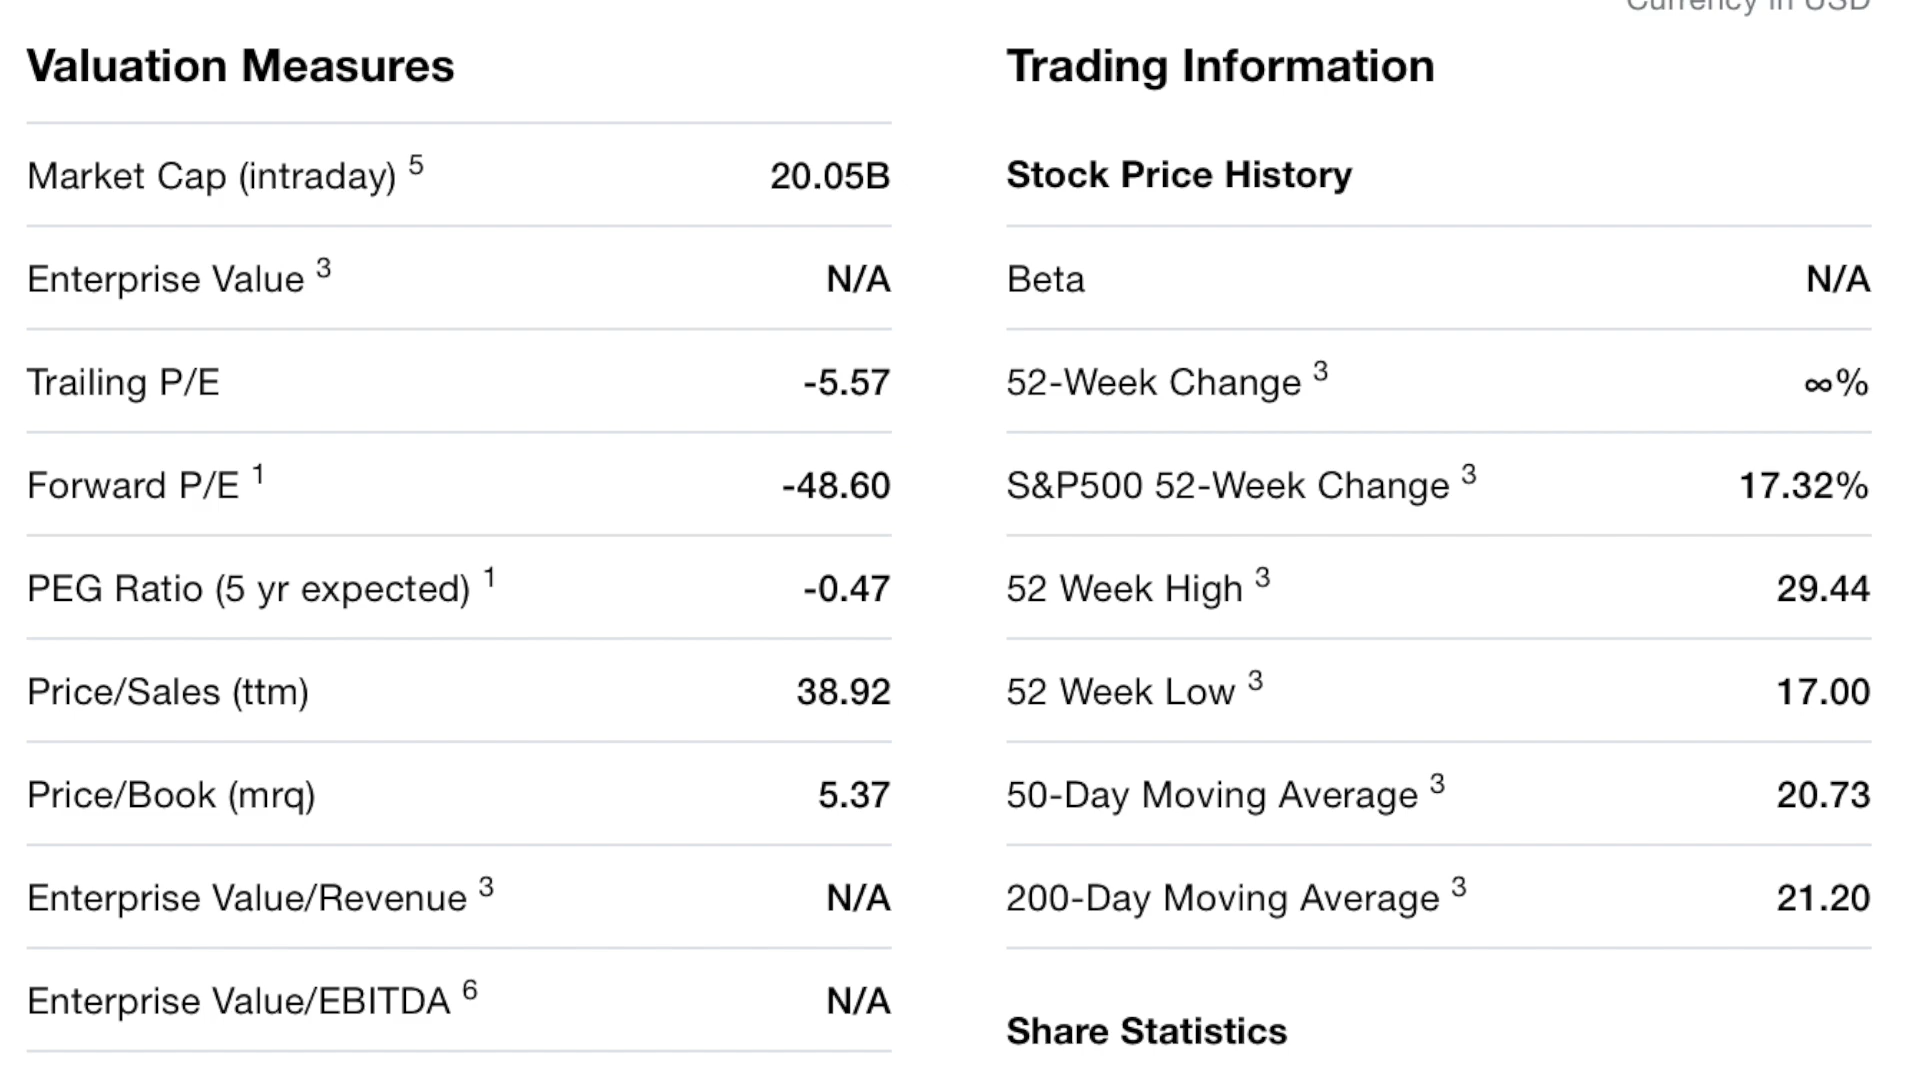 Currency in USD
Valuation Measures
Market Cap (intraday) 5 20.05B
Enterprise Value 3 N/A
Trailing P/E -5.57
Forward P/E 1 -48.60
PEG Ratio (5 yr expected) 1 -0.47
Price/Sales (ttm) 38.92
Price/Book (mrq) 5.37
Enterprise Value/Revenue 3 N/A
Enterprise Value/EBITDA 6 N/A
Trading Information
Stock Price History
Beta N/A
52-Week Change 3 ∞%
S&P500 52-Week Change 3 17.32%
52 Week High 3 29.44
52 Week Low 3 17.00
50-Day Moving Average 3 20.73
200-Day Moving Average 3 21.20
Share Statistics